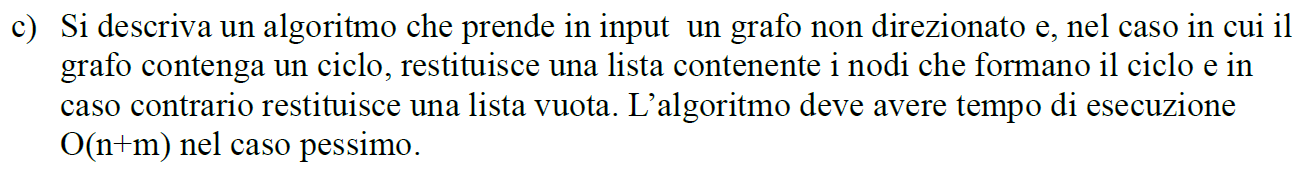 c) Si descriva un algoritmo che prende in input un grafo non direzionato e, nel caso in cui il
grafo contenga un ciclo, restituisce una lista contenente i nodi che formano il ciclo e in
caso contrario restituisce una lista vuota. L’algoritmo deve avere tempo di esecuzione
O(n+m) nel caso pessimo.